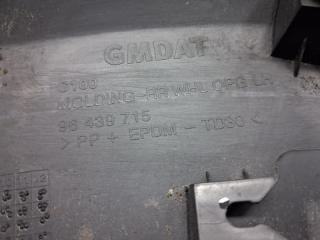 GMDAT
C100
MOLDING-RR WHL OPG LH
96 439 715
> PP + EPDM - TD30 <